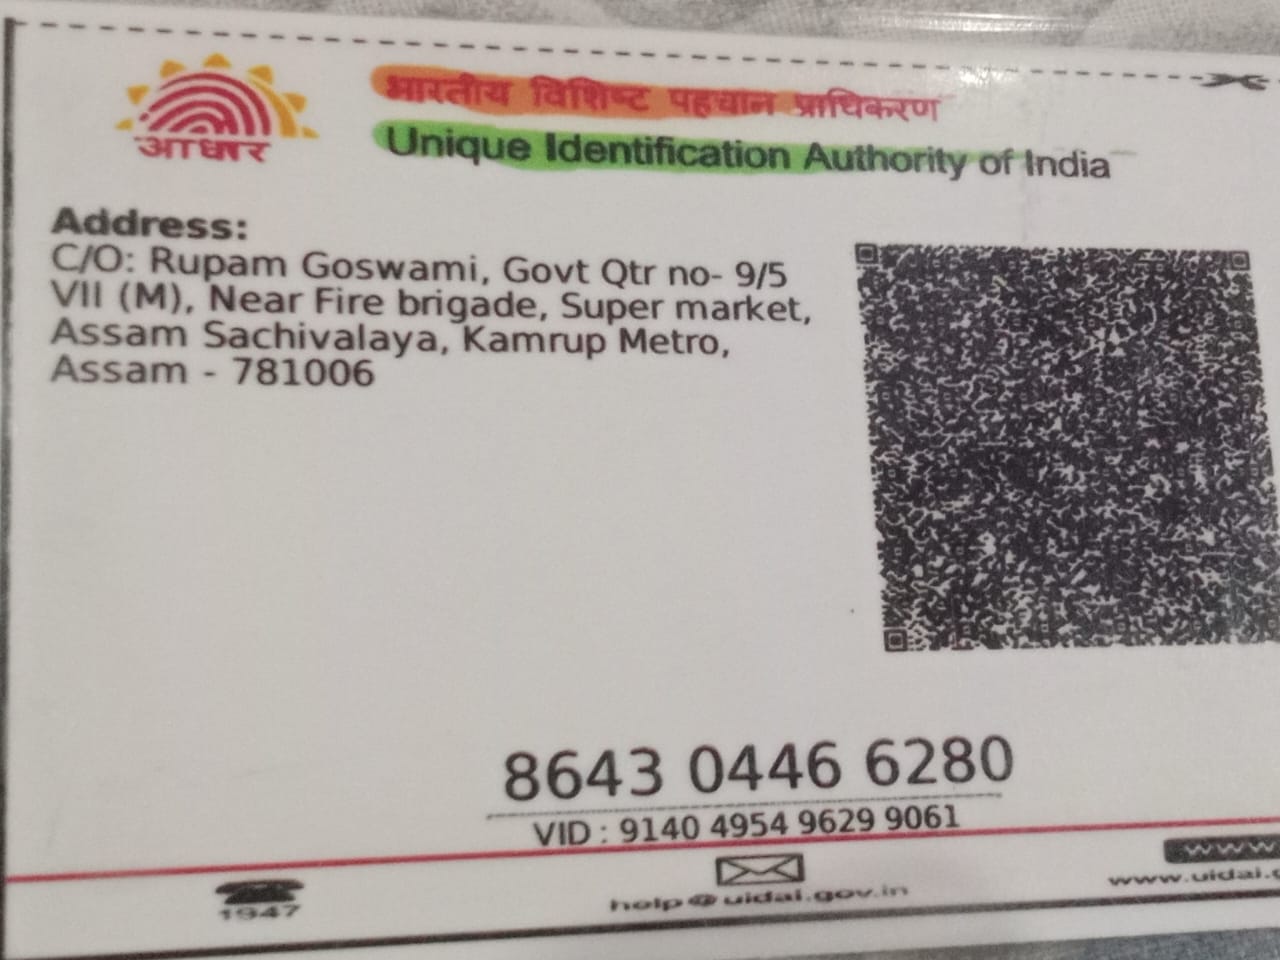 आधार
भारतीय विशिष्ट पहचान प्राधिकरण
Unique Identification Authority of India
Address:
C/O: Rupam Goswami, Govt Qtr no- 9/5
VII (M), Near Fire brigade, Super market,
Assam Sachivalaya, Kamrup Metro,
Assam - 781006
8643 0446 6280
VID : 9140 4954 9629 9061
1947
help@uidai.gov.in
www
www.uidai.g